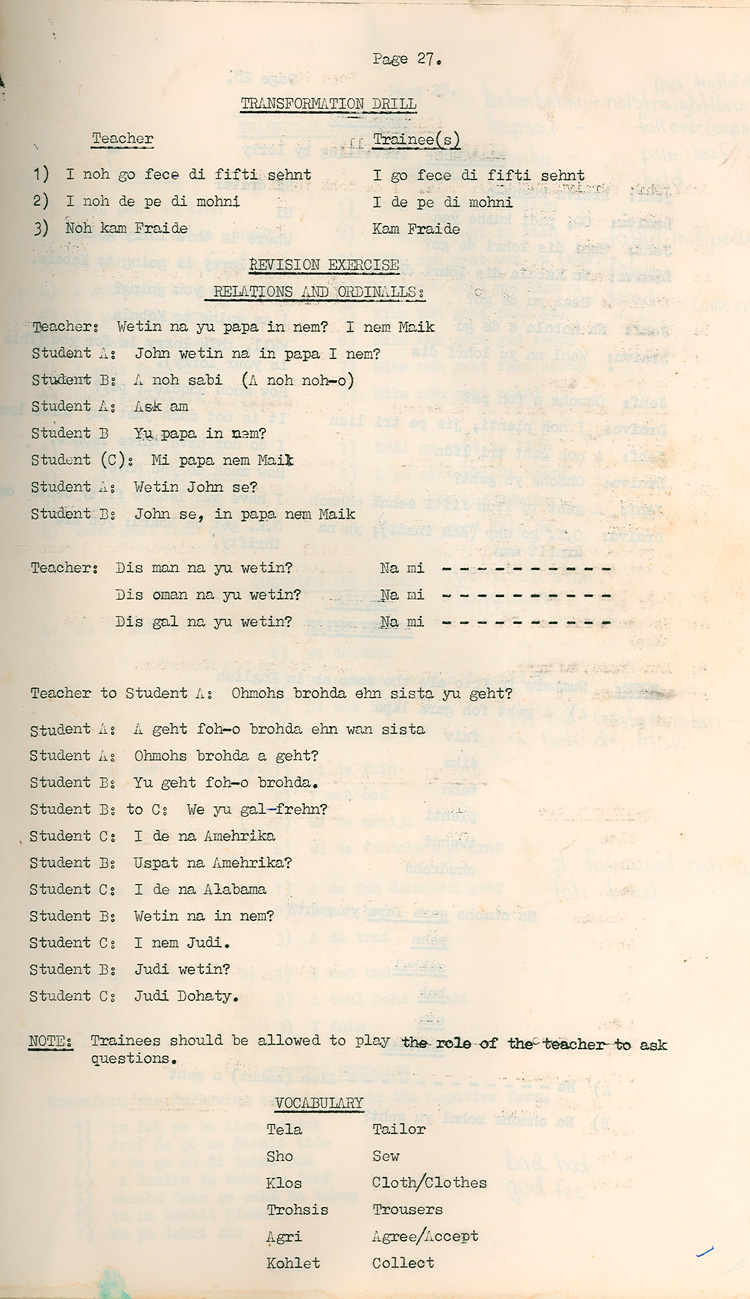 Page 27.
TRANSFORMATION DRILL
Teacher Trainee(s)
1) I noh go fece di fifti sehnt I go fece di fifti sehnt
2) I noh de pe di mohni I de pe di mohni
3) Noh kam Fraide Kam Fraide
REVISION EXERCISE
RELATIONS AND ORDINALLS:
Teacher: Wetin na yu papa in nem? I nem Maik
Student A: John wetin na in papa I nem?
Student B: A noh sabi (A noh noh-o)
Student A: Ask am
Student B Yu papa in nem?
Student (C): Mi papa nem Maik
Student A: Wetin John se?
Student B: John se, in papa nem Maik
Teacher: Dis man na yu wetin? Na mi - - - - - - - - - -
Dis oman na yu wetin? Na mi - - - - - - - - - -
Dis gal na yu wetin? Na mi - - - - - - - - - -
Teacher to Student A: Ohmohs brohda ehn sista yu geht?
Student A: A geht foh-o brohda ehn wan sista
Student A: Ohmohs brohda a geht?
Student B: Yu geht foh-o brohda.
Student B: to C: We yu gal-frehn?
Student C: I de na Amehrika
Student B: Uspat na Amehrika?
Student C: I de na Alabama
Student B: Wetin na in nem?
Student C: I nem Judi.
Student B: Judi wetin?
Student C: Judi Dohaty.
NOTE: Trainees should be allowed to play the role of the teacher to ask
questions.
VOCABULARY
Tela Tailor
Sho Sew
Klos Cloth/Clothes
Trohsis Trousers
Agri Agree/Accept
Kohlet Collect